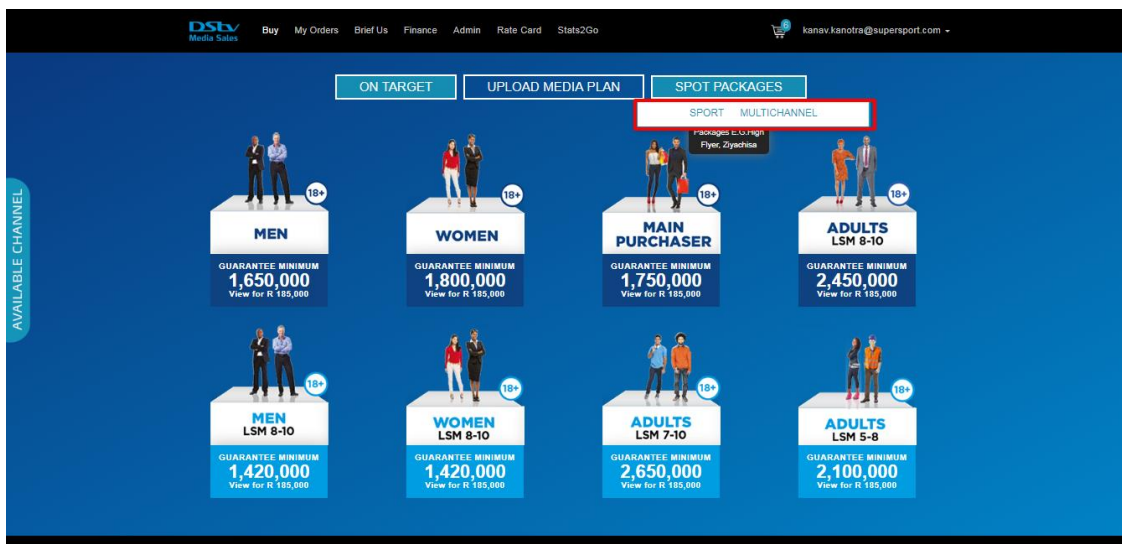 DStv
Media Sales
Buy My Orders Brief Us Finance Admin Rate Card Stats2Go
6
kanav.kanotra@supersport.com
ON TARGET
UPLOAD MEDIA PLAN
SPOT PACKAGES
SPORT MULTICHANNEL
Packages E.G.High
Flyer, Ziyachisa
AVAILABLE CHANNEL
18+
MEN
GUARANTEE MINIMUM
1,650,000
View for R 185,000
18+
WOMEN
GUARANTEE MINIMUM
1,800,000
View for R 185,000
18+
MAIN
PURCHASER
GUARANTEE MINIMUM
1,750,000
View for R 185,000
18+
ADULTS
LSM 8-10
GUARANTEE MINIMUM
2,450,000
View for R 185,000
18+
MEN
LSM 8-10
GUARANTEE MINIMUM
1,420,000
View for R 185,000
18+
WOMEN
LSM 8-10
GUARANTEE MINIMUM
1,420,000
View for R 185,000
18+
ADULTS
LSM 7-10
GUARANTEE MINIMUM
2,650,000
View for R 185,000
18+
ADULTS
LSM 5-8
GUARANTEE MINIMUM
2,100,000
View for R 185,000